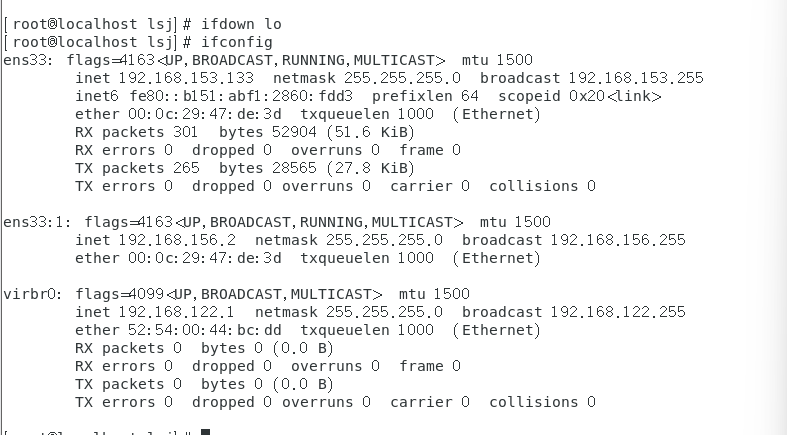 [root@localhost lsj]# ifdown lo
[root@localhost lsj]# ifconfig
ens33: flags=4163<UP,BROADCAST,RUNNING,MULTICAST>  mtu 1500
        inet 192.168.153.133  netmask 255.255.255.0  broadcast 192.168.153.255
        inet6 fe80::b151:abf1:2860:fdd3  prefixlen 64  scopeid 0x20<link>
        ether 00:0c:29:47:de:3d  txqueuelen 1000  (Ethernet)
        RX packets 301  bytes 52904 (51.6 KiB)
        RX errors 0  dropped 0  overruns 0  frame 0
        TX packets 265  bytes 28565 (27.8 KiB)
        TX errors 0  dropped 0 overruns 0  carrier 0  collisions 0
ens33:1: flags=4163<UP,BROADCAST,RUNNING,MULTICAST>  mtu 1500
        inet 192.168.156.2  netmask 255.255.255.0  broadcast 192.168.156.255
        ether 00:0c:29:47:de:3d  txqueuelen 1000  (Ethernet)
virbr0: flags=4099<UP,BROADCAST,MULTICAST>  mtu 1500
        inet 192.168.122.1  netmask 255.255.255.0  broadcast 192.168.122.255
        ether 52:54:00:44:bc:dd  txqueuelen 1000  (Ethernet)
        RX packets 0  bytes 0 (0.0 B)
        RX errors 0  dropped 0  overruns 0  frame 0
        TX packets 0  bytes 0 (0.0 B)
        TX errors 0  dropped 0 overruns 0  carrier 0  collisions 0
[root@localhost lsj]#